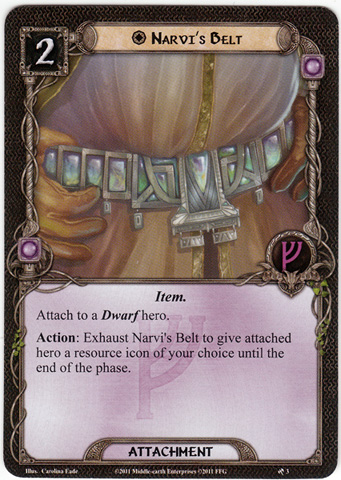 2
Narvi's Belt
Item.
Attach to a Dwarf hero.
Action: Exhaust Narvi's Belt to give attached
hero a resource icon of your choice until the
end of the phase.
ATTACHMENT
Illus. Carolina Eade
©2011 Middle-earth Enterprises ©2011 FFG
3